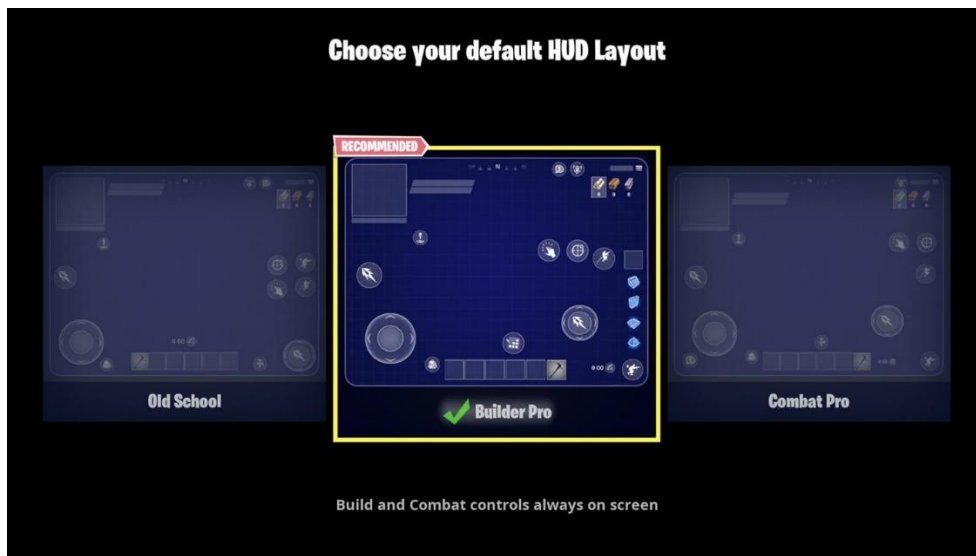 Choose your default HUD Layout
RECOMMENDED
Old School
Builder Pro
Combat Pro
Build and Combat controls always on screen